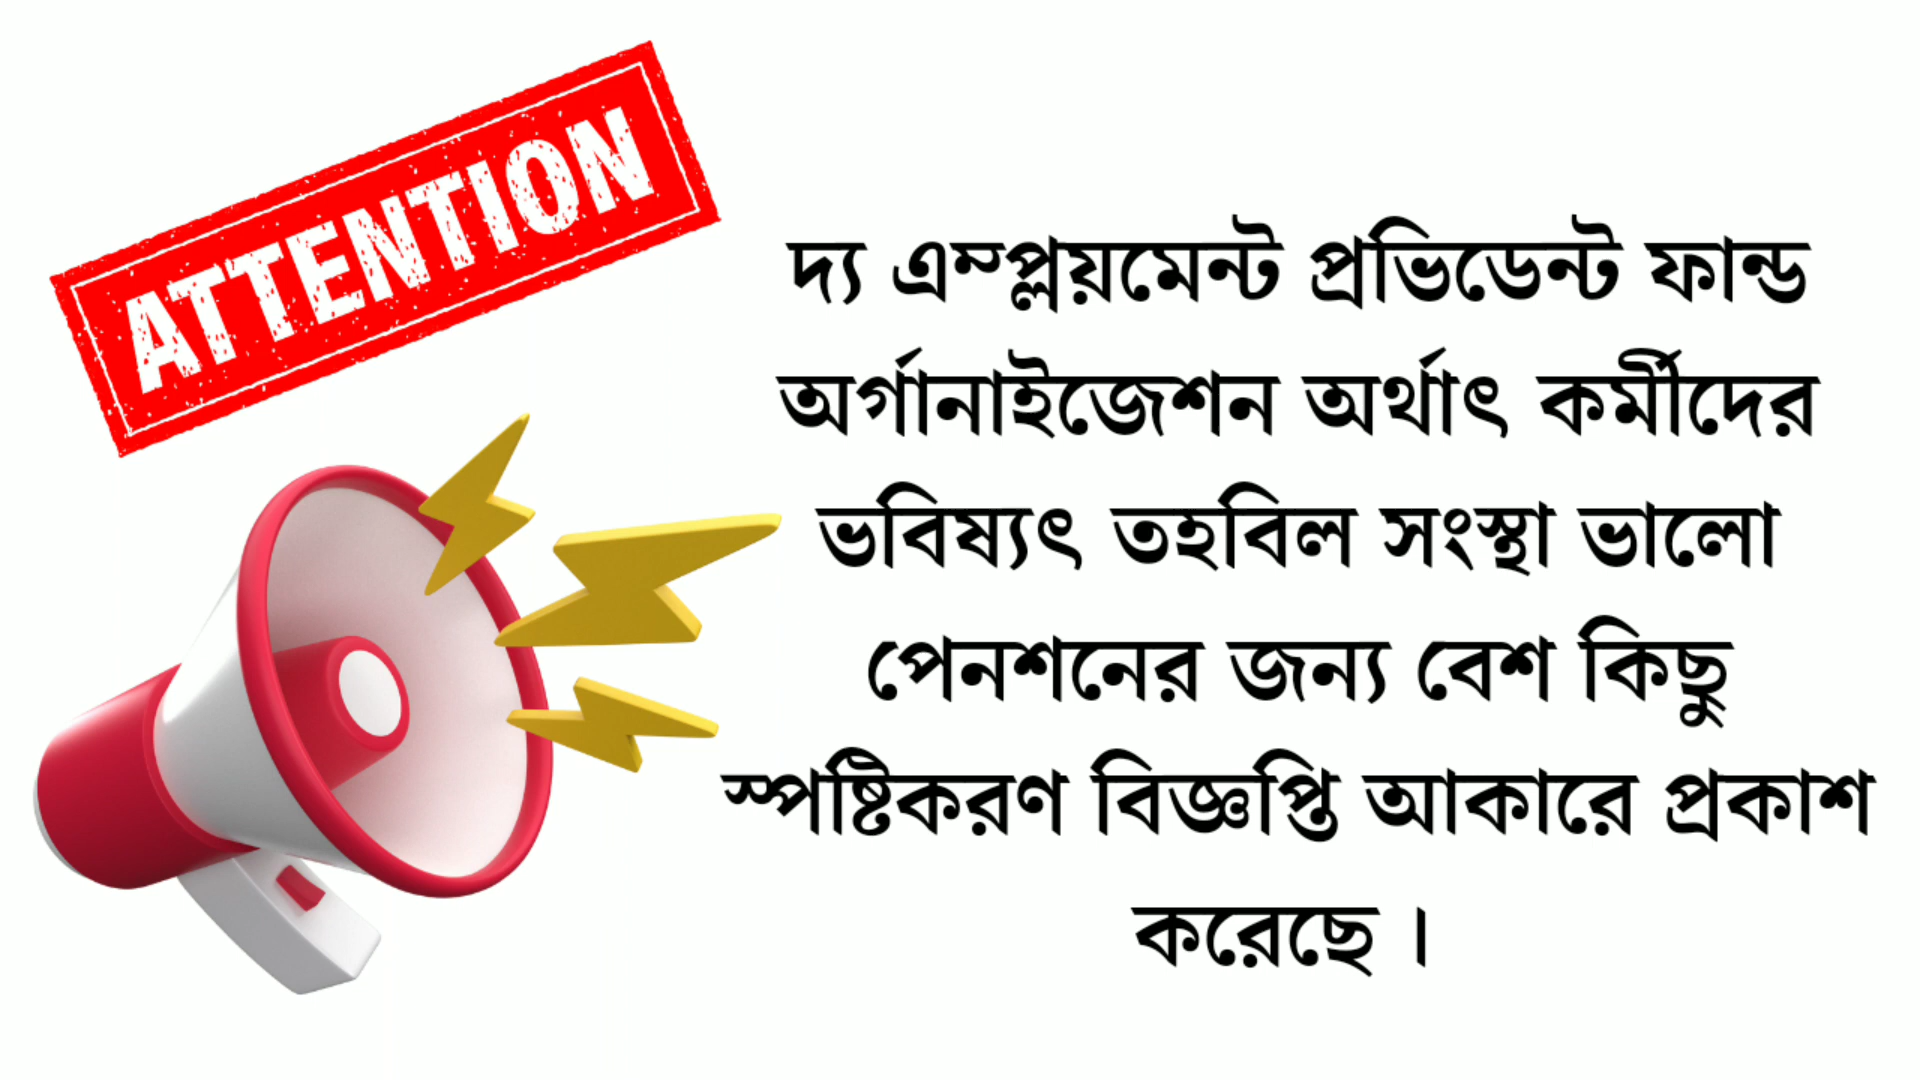 ATTENTION
দ্য এম্প্লয়মেন্ট প্রভিডেন্ট ফান্ড
অর্গানাইজেশন অর্থাৎ কর্মীদের
ভবিষ্যৎ তহবিল সংস্থা ভালো
পেনশনের জন্য বেশ কিছু
স্পষ্টিকরণ বিজ্ঞপ্তি আকারে প্রকাশ
করেছে ।